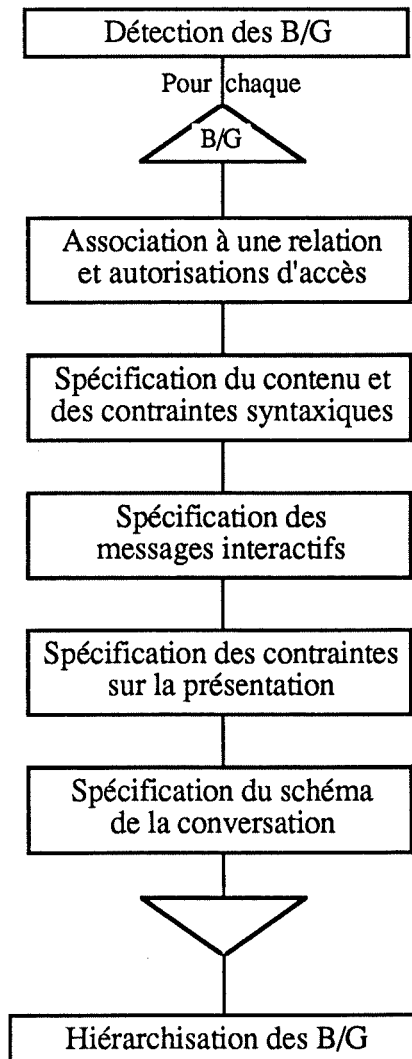 Détection des B/G
Pour chaque
B/G
Association à une relation
et autorisations d'accès
Spécification du contenu et
des contraintes syntaxiques
Spécification des
messages interactifs
Spécification des contraintes
sur la présentation
Spécification du schéma
de la conversation
Hiérarchisation des B/G